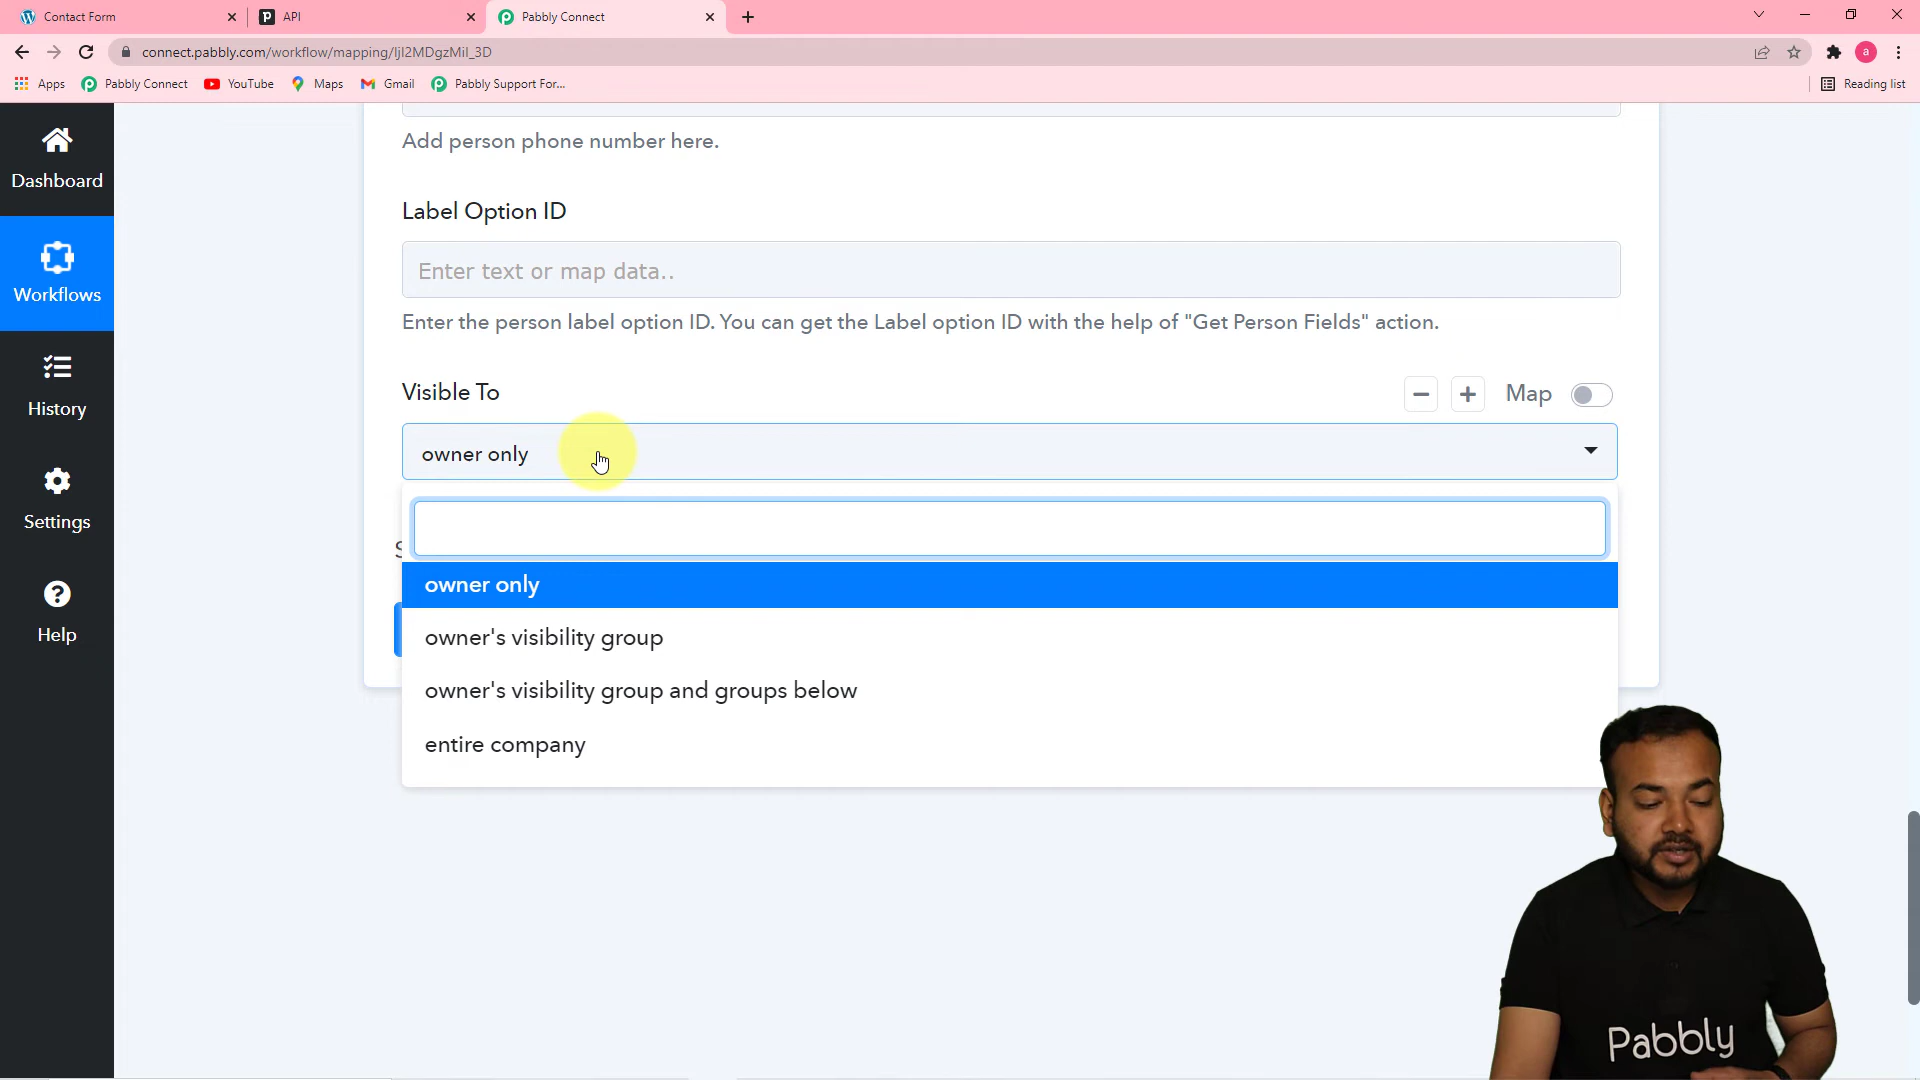 Contact Form
API
Pabbly Connect
connect.pabbly.com/workflow/mapping/IjI2MDgzMiI_3D
a
Apps
Pabbly Connect
YouTube
Maps
Gmail
Pabbly Support For...
Reading list
Dashboard
Workflows
History
Settings
Help
Add person phone number here.
Label Option ID
Enter text or map data..
Enter the person label option ID. You can get the Label option ID with the help of "Get Person Fields" action.
Visible To
Map
owner only
owner only
owner's visibility group
owner's visibility group and groups below
entire company
Pabbly